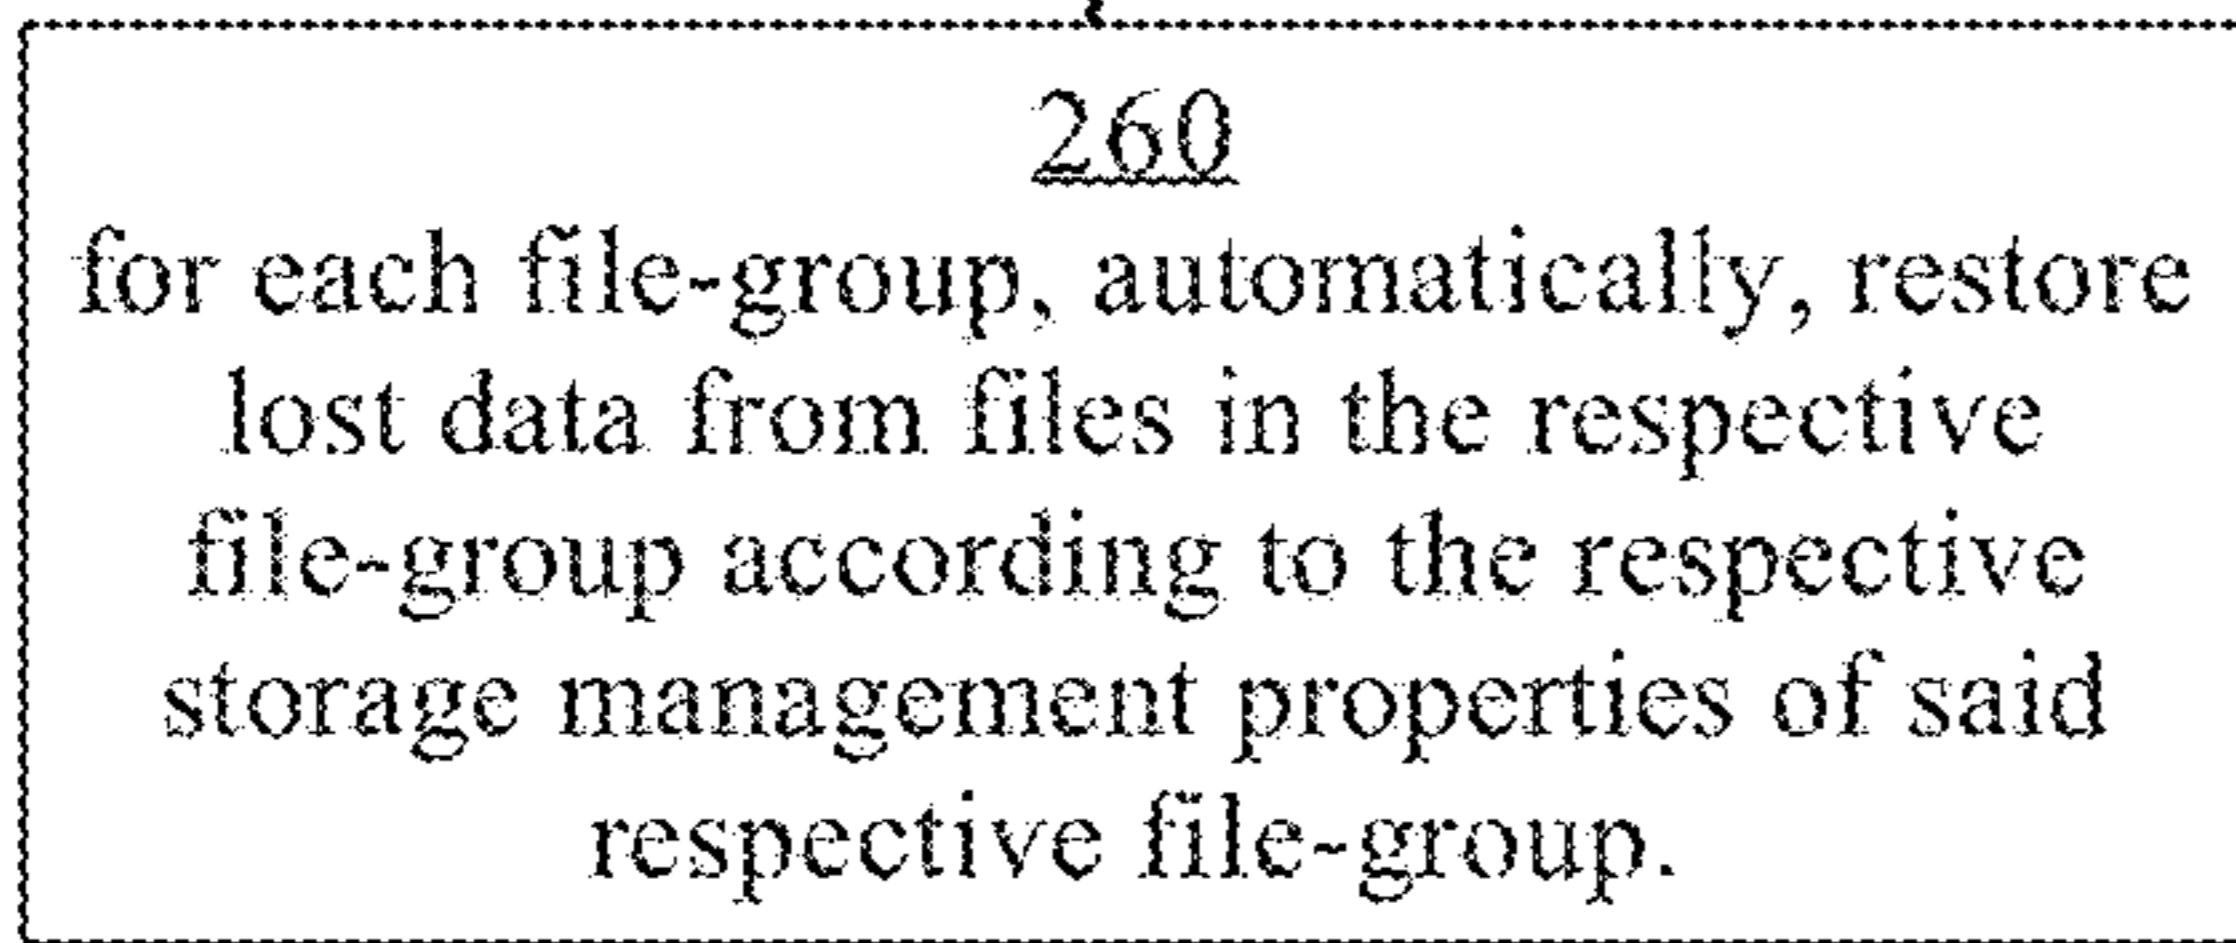 260
for each file-group, automatically, restore
lost data from files in the respective
file-group according to the respective
storage management properties of said
respective file-group.